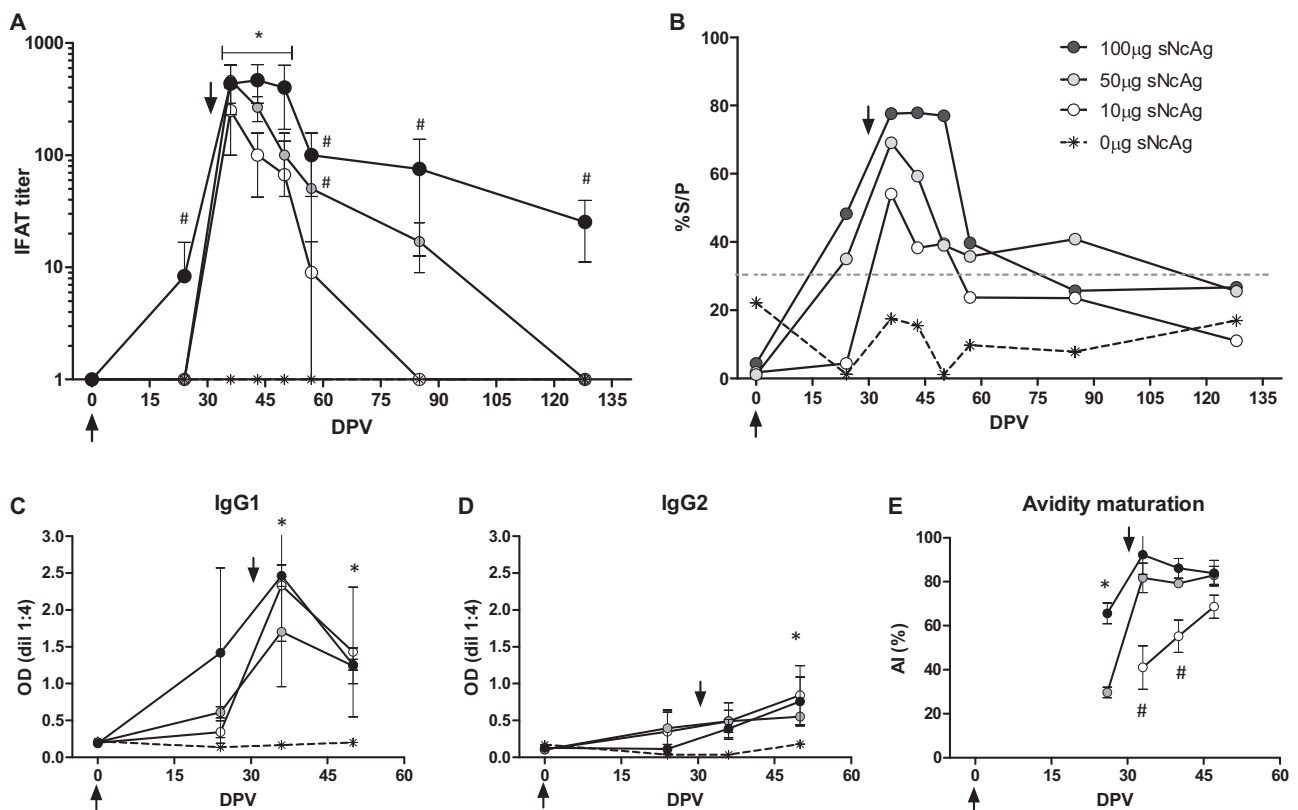 A
IFAT titer
1000
100
10
1
*
#
#
#
#
#
0 15 30 45 60 75 90 105 120 135
DPV
B
%S/P
100
80
60
40
20
0
100µg sNcAg
50µg sNcAg
10µg sNcAg
0µg sNcAg
0 15 30 45 60 75 90 105 120 135
DPV
C
IgG1
OD (dil 1:4)
3.0
2.5
2.0
1.5
1.0
0.5
0.0
*
*
0 15 30 45 60
DPV
D
IgG2
OD (dil 1:4)
3.0
2.5
2.0
1.5
1.0
0.5
0.0
*
0 15 30 45 60
DPV
E
Avidity maturation
AI (%)
100
80
60
40
20
0
*
#
#
0 15 30 45 60
DPV